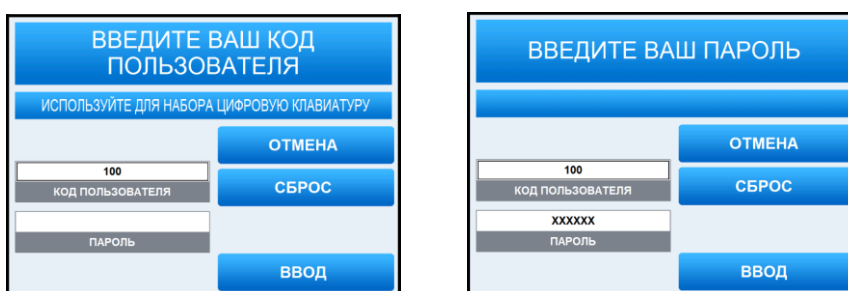 ВВЕДИТЕ ВАШ КОД
ПОЛЬЗОВАТЕЛЯ
ИСПОЛЬЗУЙТЕ ДЛЯ НАБОРА ЦИФРОВУЮ КЛАВИАТУРУ
ОТМЕНА
100
КОД ПОЛЬЗОВАТЕЛЯ
СБРОС
ПАРОЛЬ
ВВОД
ВВЕДИТЕ ВАШ ПАРОЛЬ
ОТМЕНА
100
КОД ПОЛЬЗОВАТЕЛЯ
СБРОС
XXXXXX
ПАРОЛЬ
ВВОД